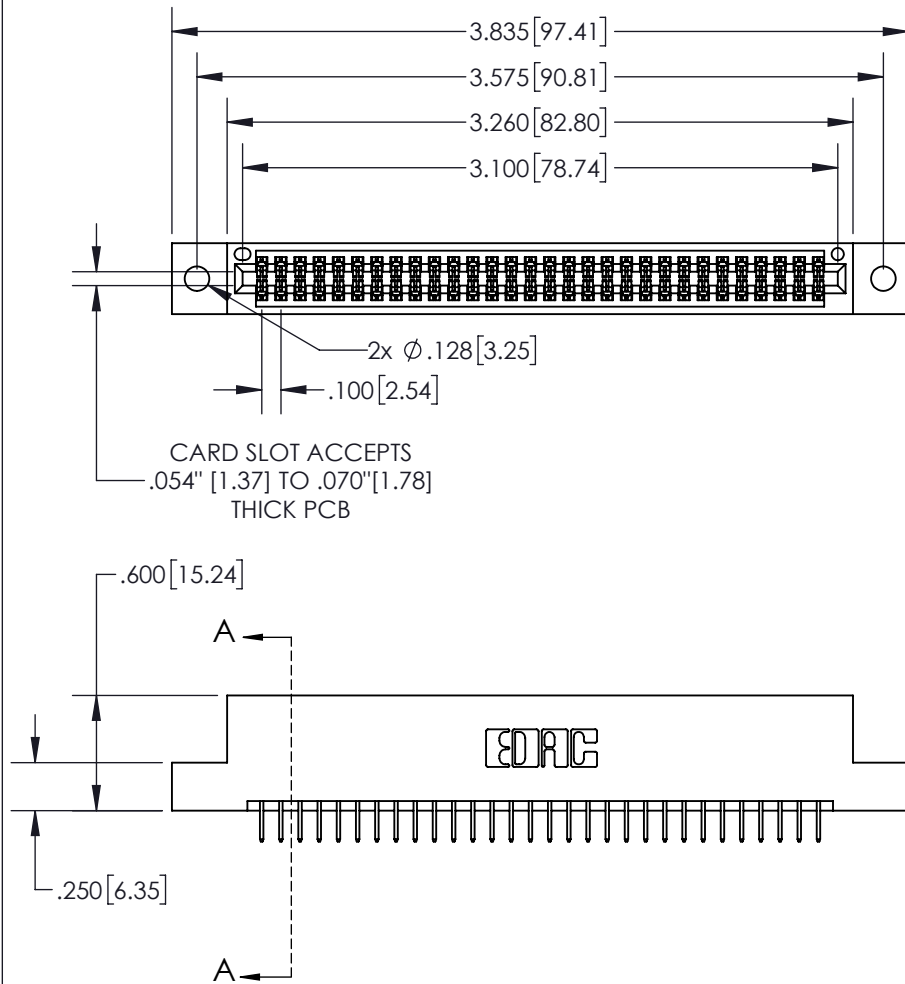 3.835[97.41]
3.575[90.81]
3.260[82.80]
3.100[78.74]
2x Ø.128[3.25]
.100[2.54]
CARD SLOT ACCEPTS
.054" [1.37] TO .070"[1.78]
THICK PCB
.600[15.24]
A
EDAC
.250[6.35]
A